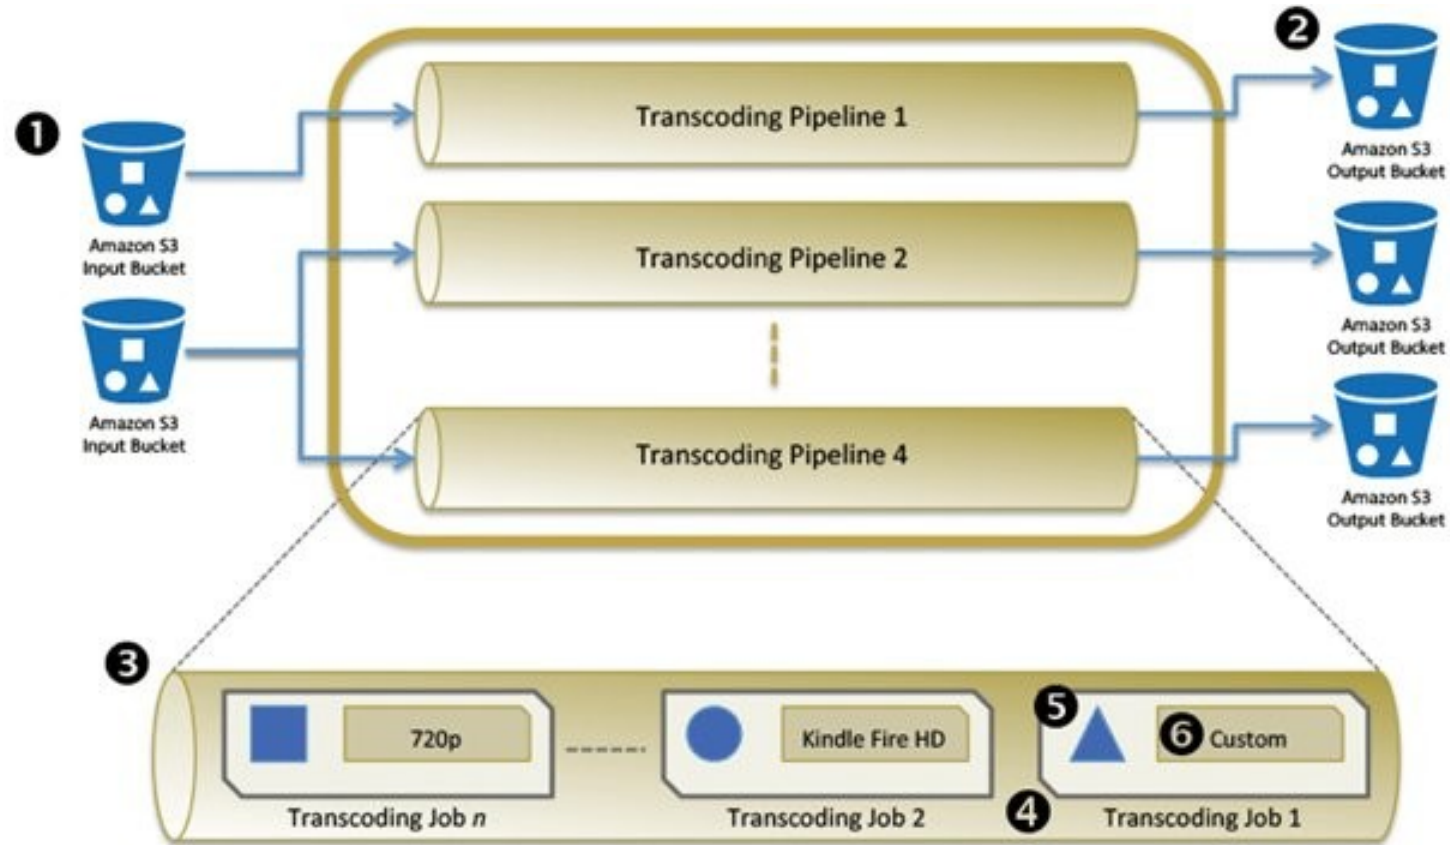 1
Amazon S3
Input Bucket
Amazon S3
Input Bucket
Transcoding Pipeline 1
Transcoding Pipeline 2
Transcoding Pipeline 4
2
Amazon S3
Output Bucket
Amazon S3
Output Bucket
Amazon S3
Output Bucket
3
720p
Transcoding Job n
Kindle Fire HD
Transcoding Job 2
5
6 Custom
4
Transcoding Job 1